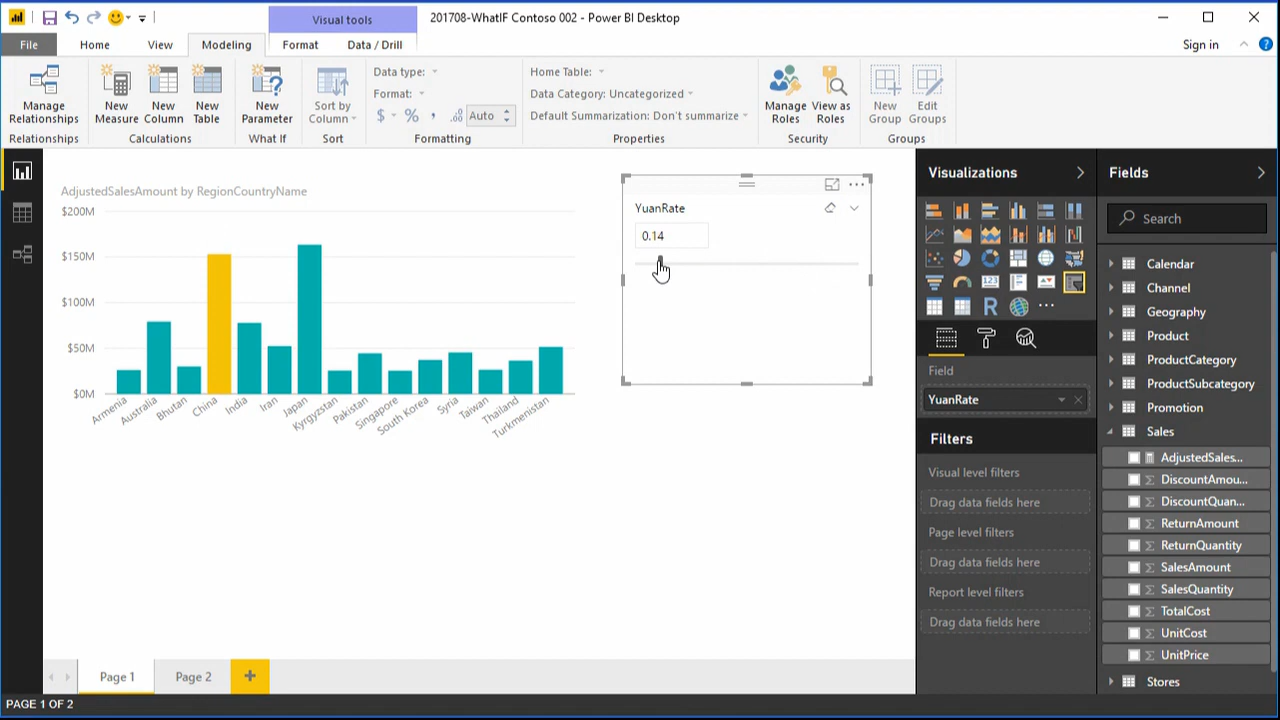 Visual tools
201708-WhatIF Contoso 002 - Power BI Desktop
File
Home
View
Modeling
Format
Data / Drill
Sign in
Manage
Relationships
New
Measure
New
Column
New
Table
New
Parameter
Sort by
Column
Data type:
Format:
$ % , .00 Auto
Home Table:
Data Category: Uncategorized
Default Summarization: Don't summarize
Manage
Roles
View as
Roles
New
Group
Edit
Groups
Relationships
Calculations
What If
Sort
Formatting
Properties
Security
Groups
AdjustedSalesAmount by RegionCountryName
$200M
$150M
$100M
$50M
$0M
Armenia
Australia
Bhutan
China
India
Iran
Japan
Kyrgyzstan
Pakistan
Singapore
South Korea
Syria
Taiwan
Thailand
Turkmenistan
YuanRate
0.14
Visualizations
R
Field
YuanRate
Filters
Visual level filters
Drag data fields here
Page level filters
Drag data fields here
Report level filters
Drag data fields here
Fields
Search
Calendar
Channel
Geography
Product
ProductCategory
ProductSubcategory
Promotion
Sales
AdjustedSales...
DiscountAmou...
DiscountQuan...
ReturnAmount
ReturnQuantity
SalesAmount
SalesQuantity
TotalCost
UnitCost
UnitPrice
Stores
Page 1
Page 2
PAGE 1 OF 2